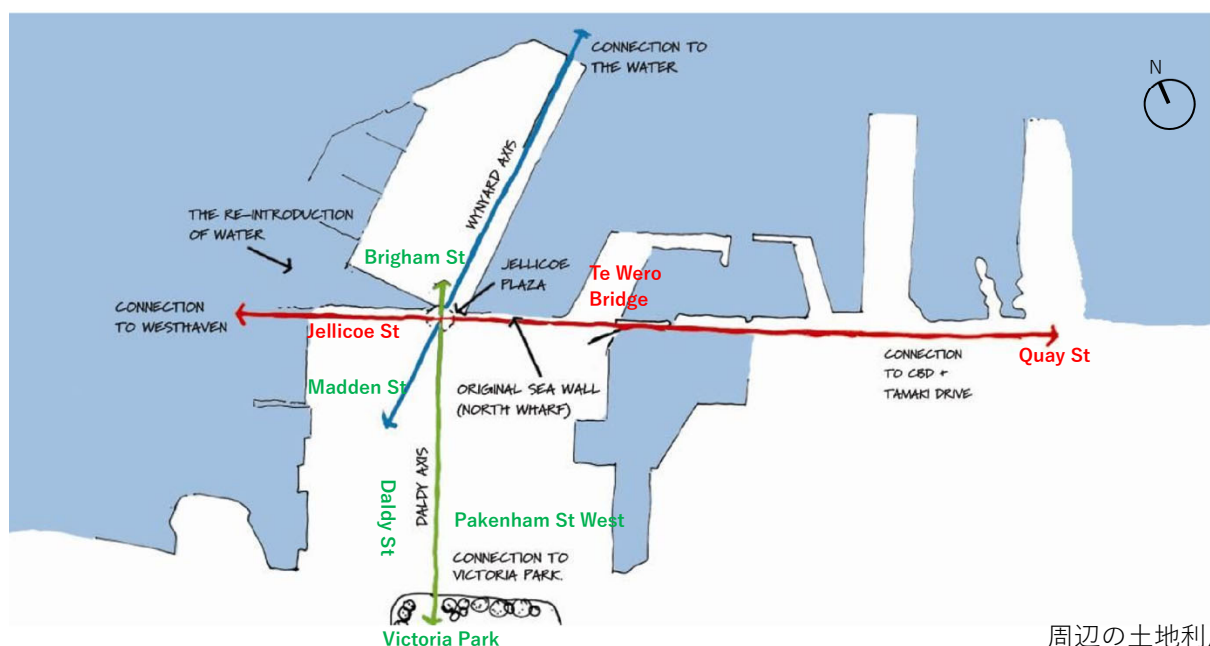 CONNECTION TO
THE WATER
N
WYNYARD AXIS
THE RE-INTRODUCTION
OF WATER
Brigham St
JELLICOE
PLAZA
Te Wero
Bridge
CONNECTION
TO WESTHAVEN
Jellicoe St
Quay St
CONNECTION
TO CBD +
TAMAKI DRIVE
Madden St
ORIGINAL SEA WALL
(NORTH WHARF)
DALDY AXIS
Daldy St
Pakenham St West
CONNECTION TO
VICTORIA PARK.
Victoria Park
周辺の土地利